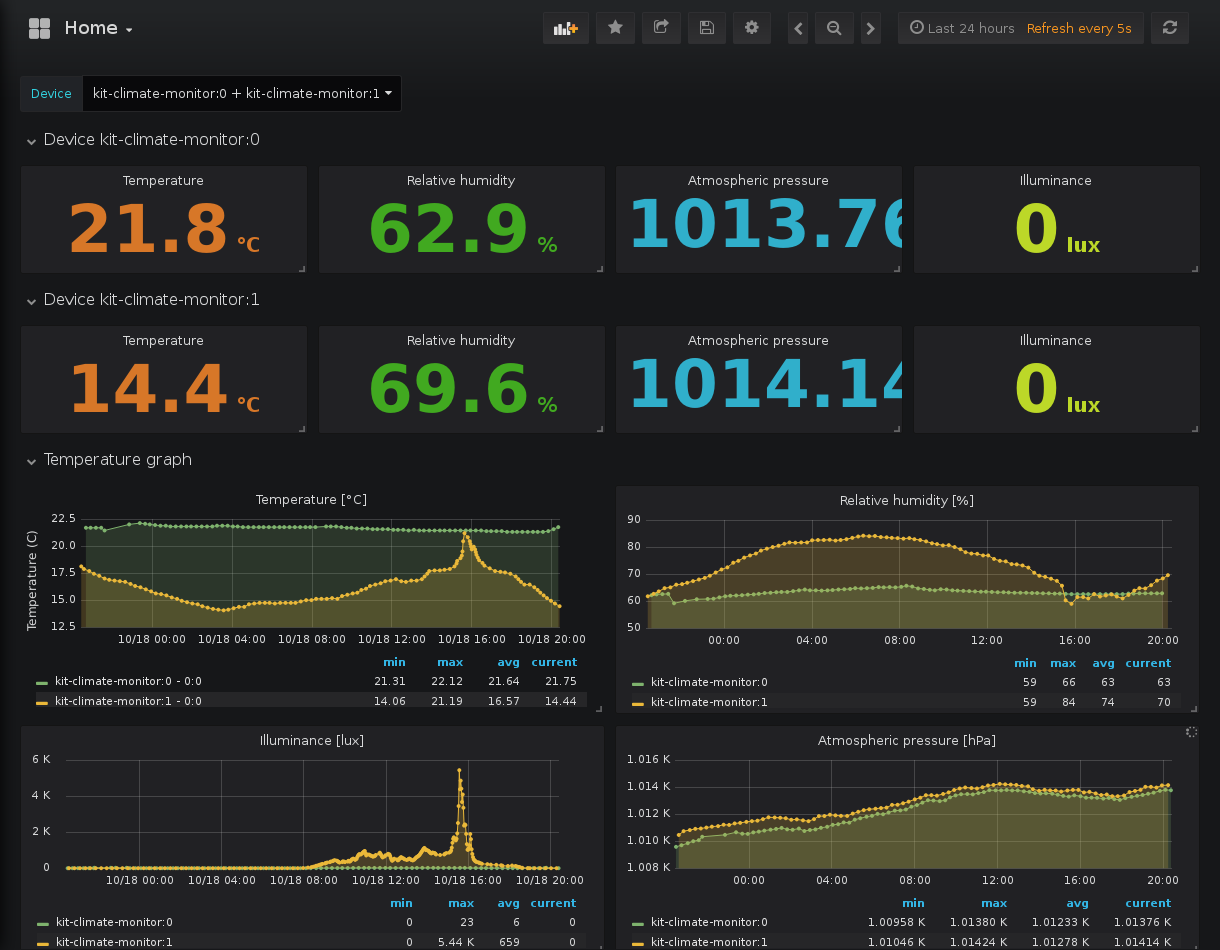 Home
Last 24 hours Refresh every 5s
Device kit-climate-monitor:0 + kit-climate-monitor:1
Device kit-climate-monitor:0
Temperature Relative humidity Atmospheric pressure Illuminance
21.8 °C 62.9 % 1013.76 0 lux
Device kit-climate-monitor:1
Temperature Relative humidity Atmospheric pressure Illuminance
14.4 °C 69.6 % 1014.14 0 lux
Temperature graph
Temperature [°C]
Temperature (C)
22.5
20.0
17.5
15.0
12.5
10/18 00:00 10/18 04:00 10/18 08:00 10/18 12:00 10/18 16:00 10/18 20:00
min max avg current
kit-climate-monitor:0 - 0:0 21.31 22.12 21.64 21.75
kit-climate-monitor:1 - 0:0 14.06 21.19 16.57 14.44
Relative humidity [%]
90
80
70
60
50
00:00 04:00 08:00 12:00 16:00 20:00
min max avg current
kit-climate-monitor:0 59 66 63 63
kit-climate-monitor:1 59 84 74 70
Illuminance [lux]
6 K
4 K
2 K
0
10/18 00:00 10/18 04:00 10/18 08:00 10/18 12:00 10/18 16:00 10/18 20:00
min max avg current
kit-climate-monitor:0 0 23 6 0
kit-climate-monitor:1 0 5.44 K 659 0
Atmospheric pressure [hPa]
1.016 K
1.014 K
1.012 K
1.010 K
1.008 K
00:00 04:00 08:00 12:00 16:00 20:00
min max avg current
kit-climate-monitor:0 1.00958 K 1.01380 K 1.01233 K 1.01376 K
kit-climate-monitor:1 1.01046 K 1.01424 K 1.01278 K 1.01414 K